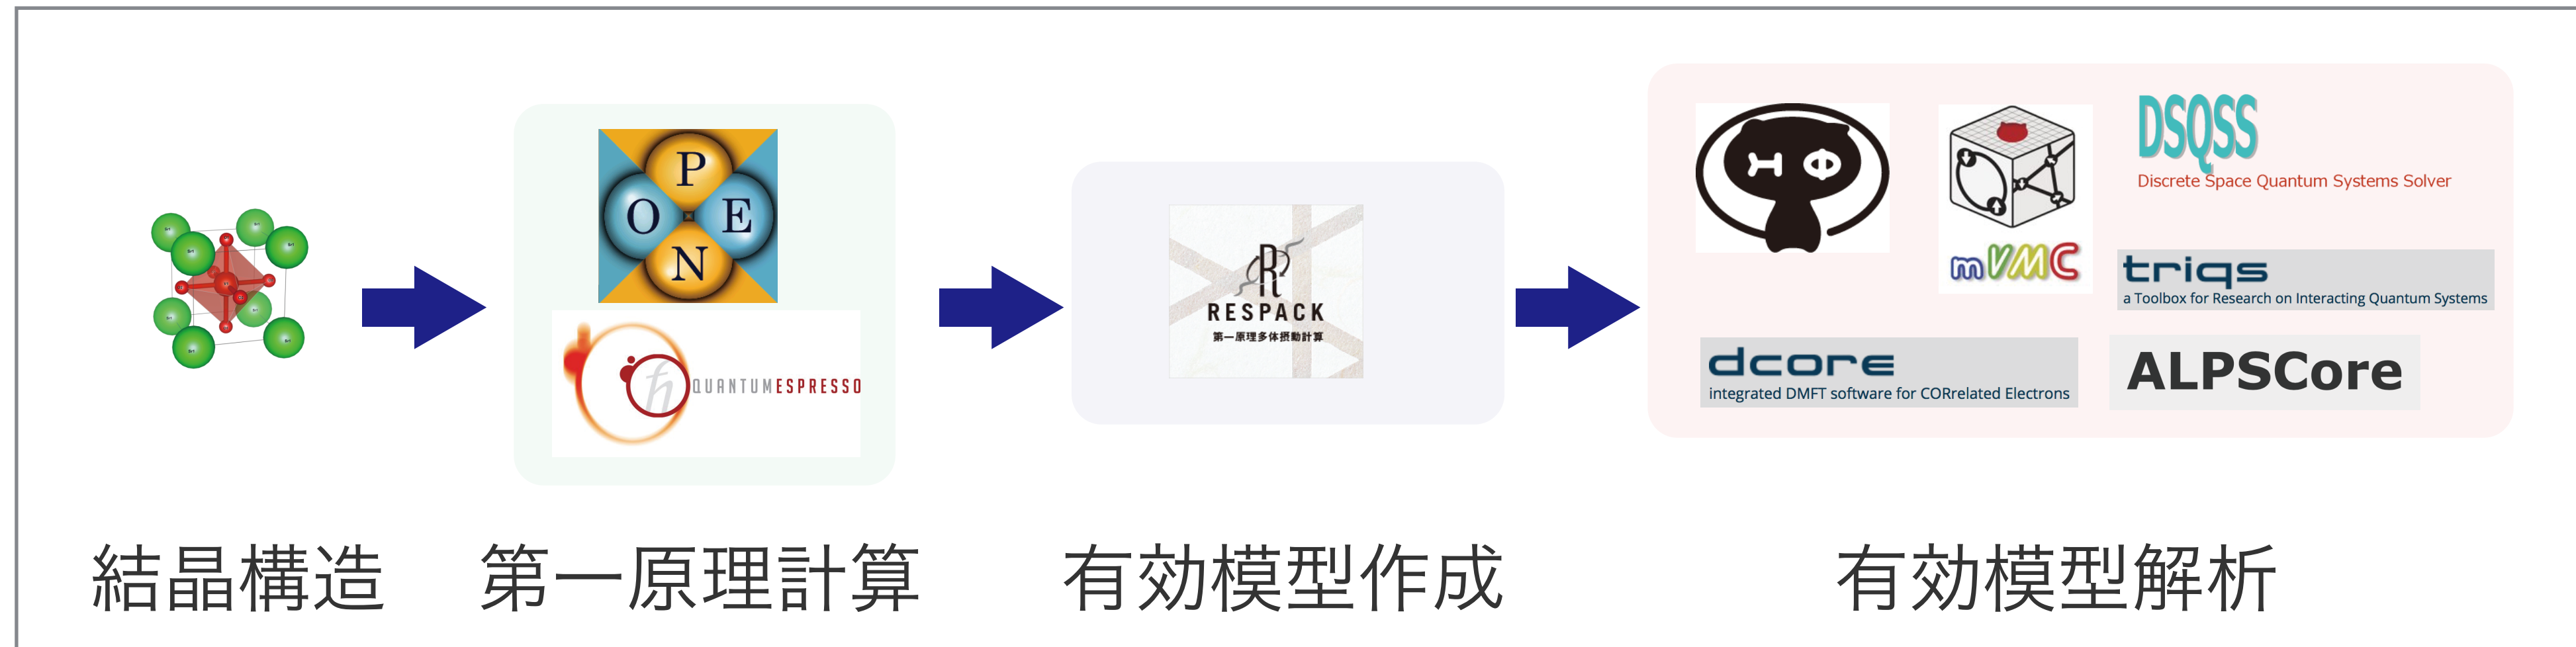 P
O E
N
ħ QUANTUMESPRESSO
R
RESPACK
第一原理多体摂動計算
H Φ
mVMC
DSQSS
Discrete Space Quantum Systems Solver
triqs
a Toolbox for Research on Interacting Quantum Systems
dcore
integrated DMFT software for CORrelated Electrons
ALPSCore
結晶構造
第一原理計算
有効模型作成
有効模型解析